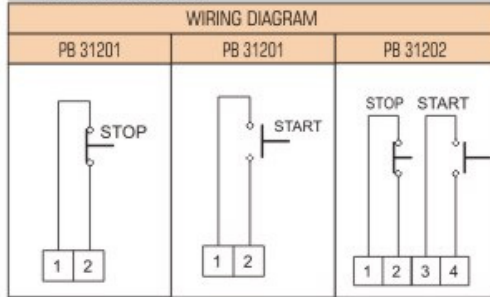 WIRING DIAGRAM
PB 31201 PB 31201 PB 31202
STOP
START
STOP START
1 2
1 2
1 2 3 4